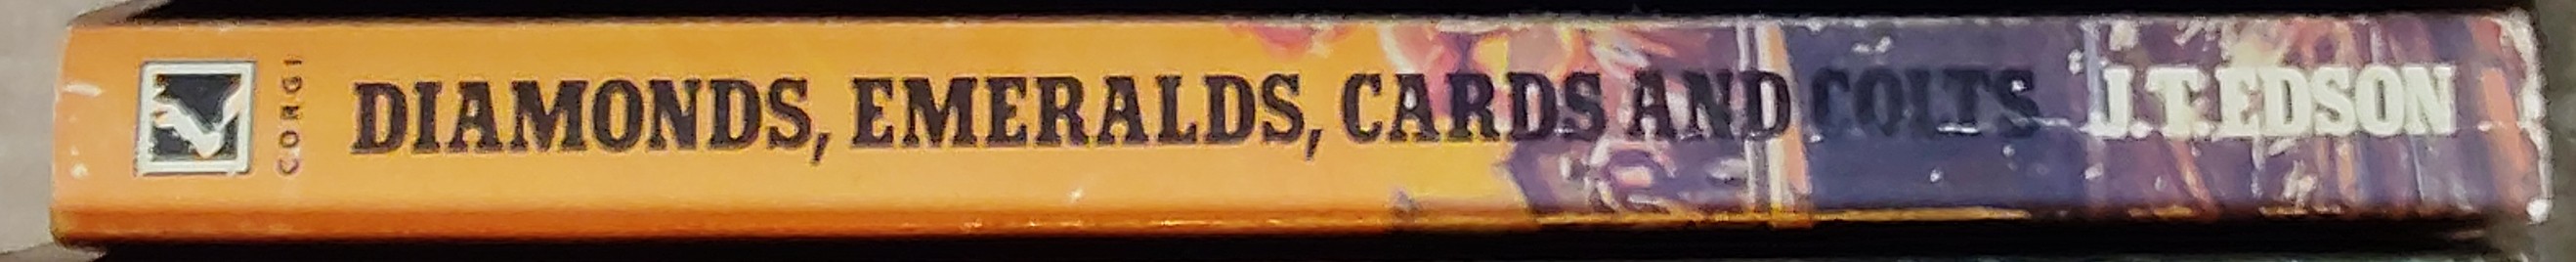 CORGI
DIAMONDS, EMERALDS, CARDS AND COLTS J.T. EDSON